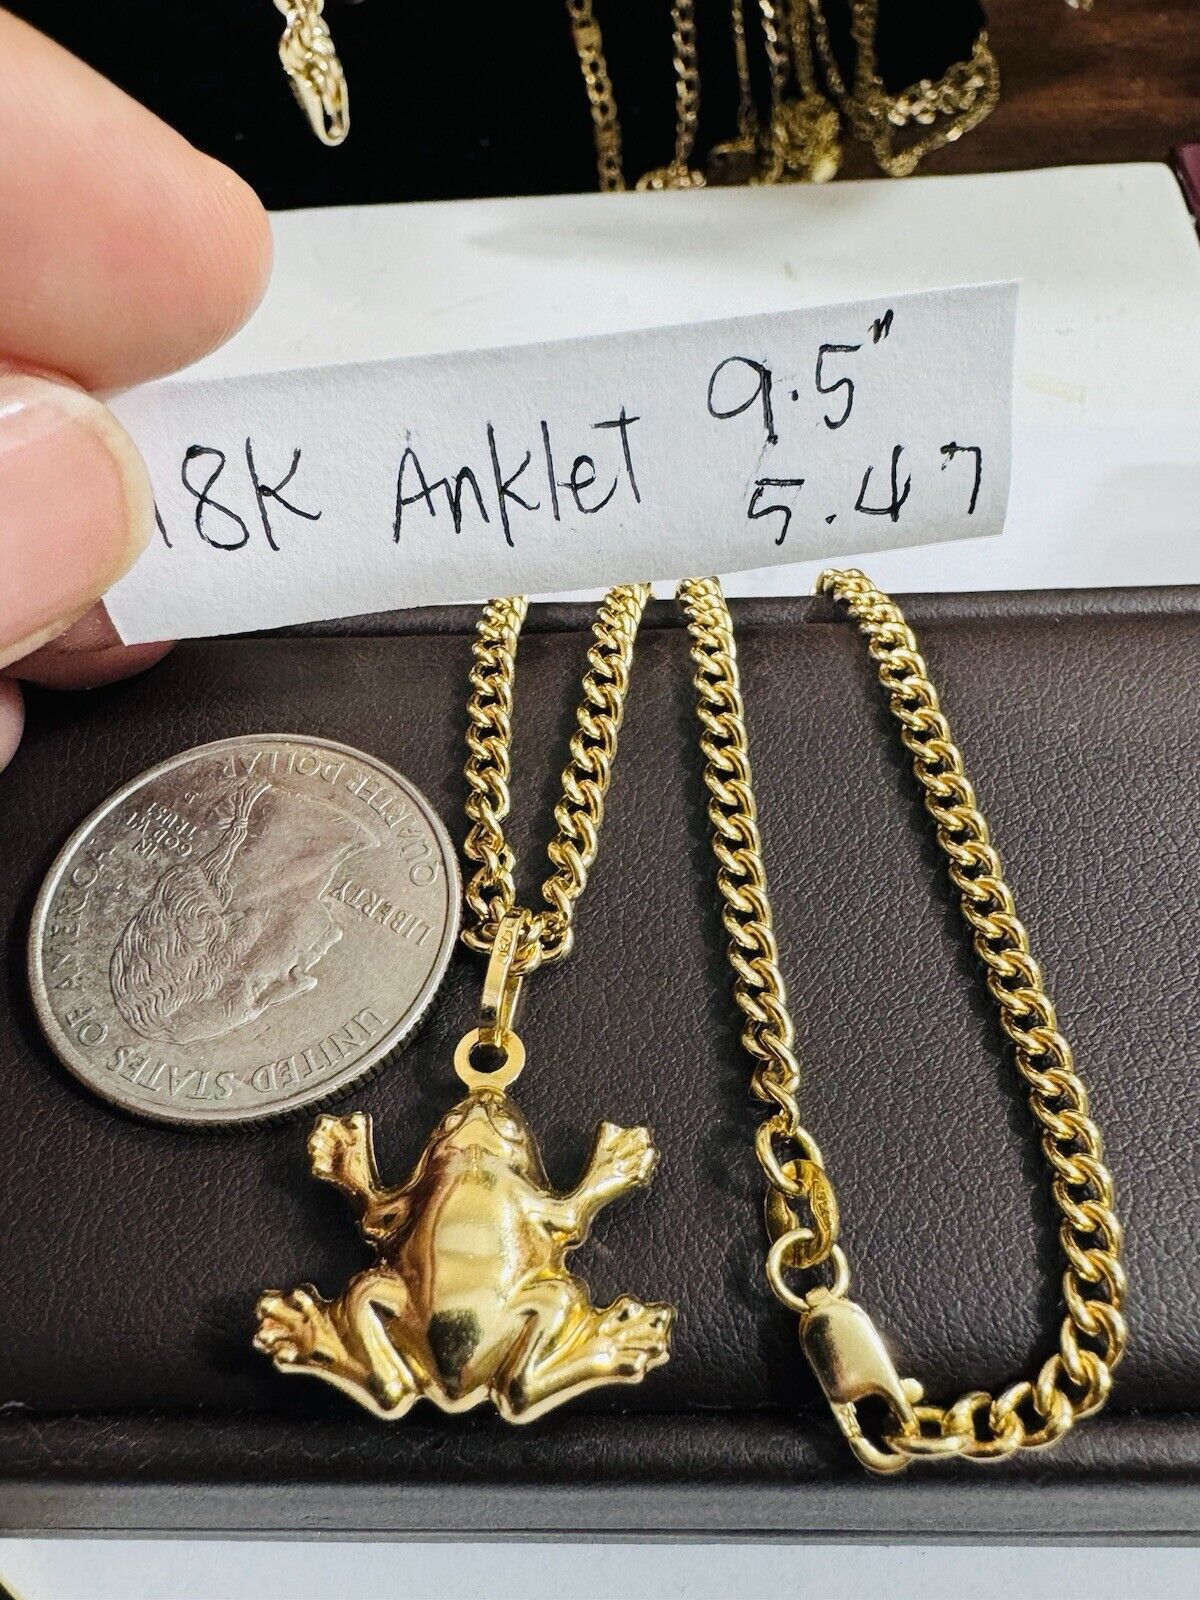 18K Anklet 9.5"
5.47
UNITED STATES OF AMERICA
LIBERTY
IN
GOD WE
TRUST
S
QUARTER DOLLAR